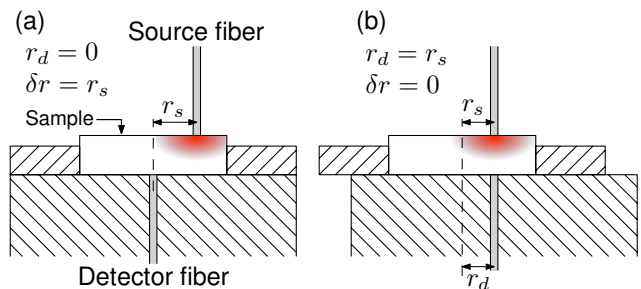 (a)
Source fiber
r_d = 0
δr = r_s
r_s
Sample
Detector fiber
(b)
r_d = r_s
δr = 0
r_s
r_d